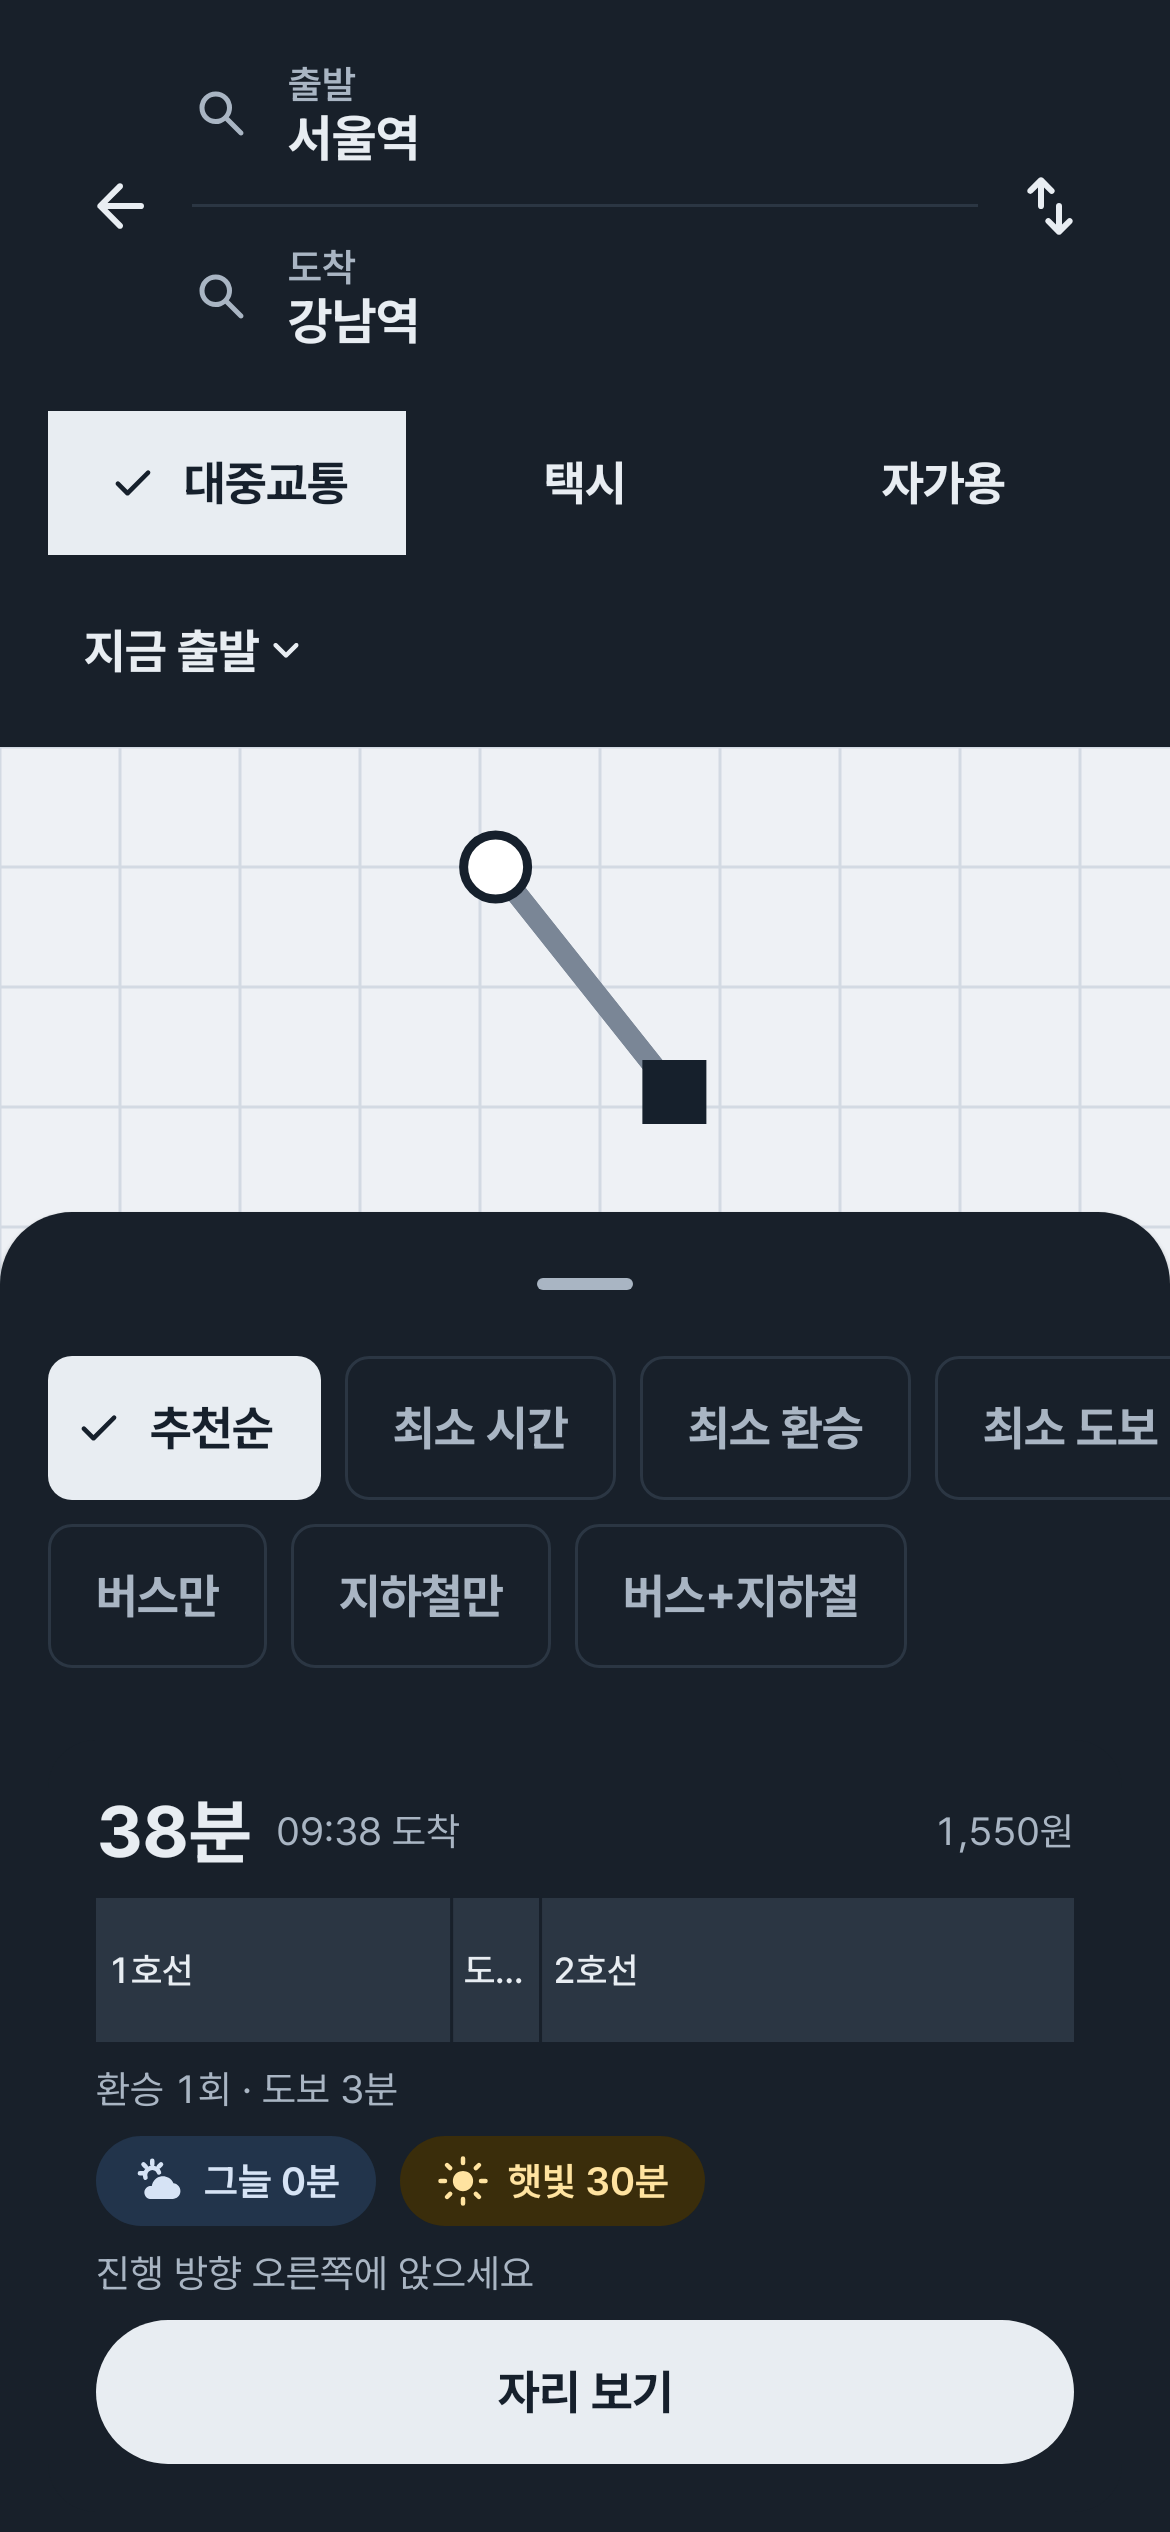 출발
서울역
도착
강남역
대중교통 택시 자가용
지금 출발
추천순 최소 시간 최소 환승 최소 도보
버스만 지하철만 버스+지하철
38분 09:38 도착 1,550원
1호선 도... 2호선
환승 1회 · 도보 3분
그늘 0분 햇빛 30분
진행 방향 오른쪽에 앉으세요
자리 보기